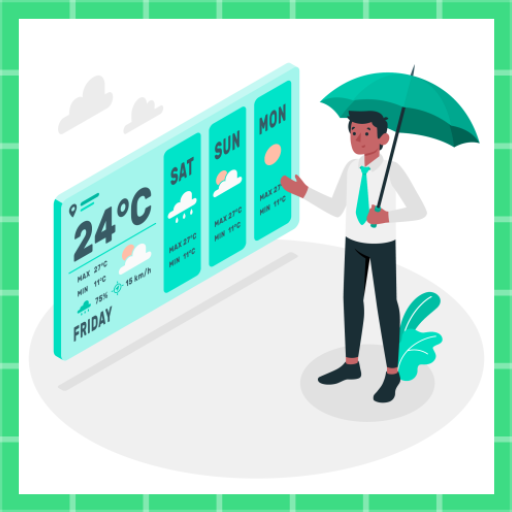 24°C
MAX 27°C
MIN 11°C
75%
15 km/h
FRIDAY
SAT
MAX 27°C
MIN 11°C
SUN
MAX 27°C
MIN 11°C
MON
MAX 27°C
MIN 11°C